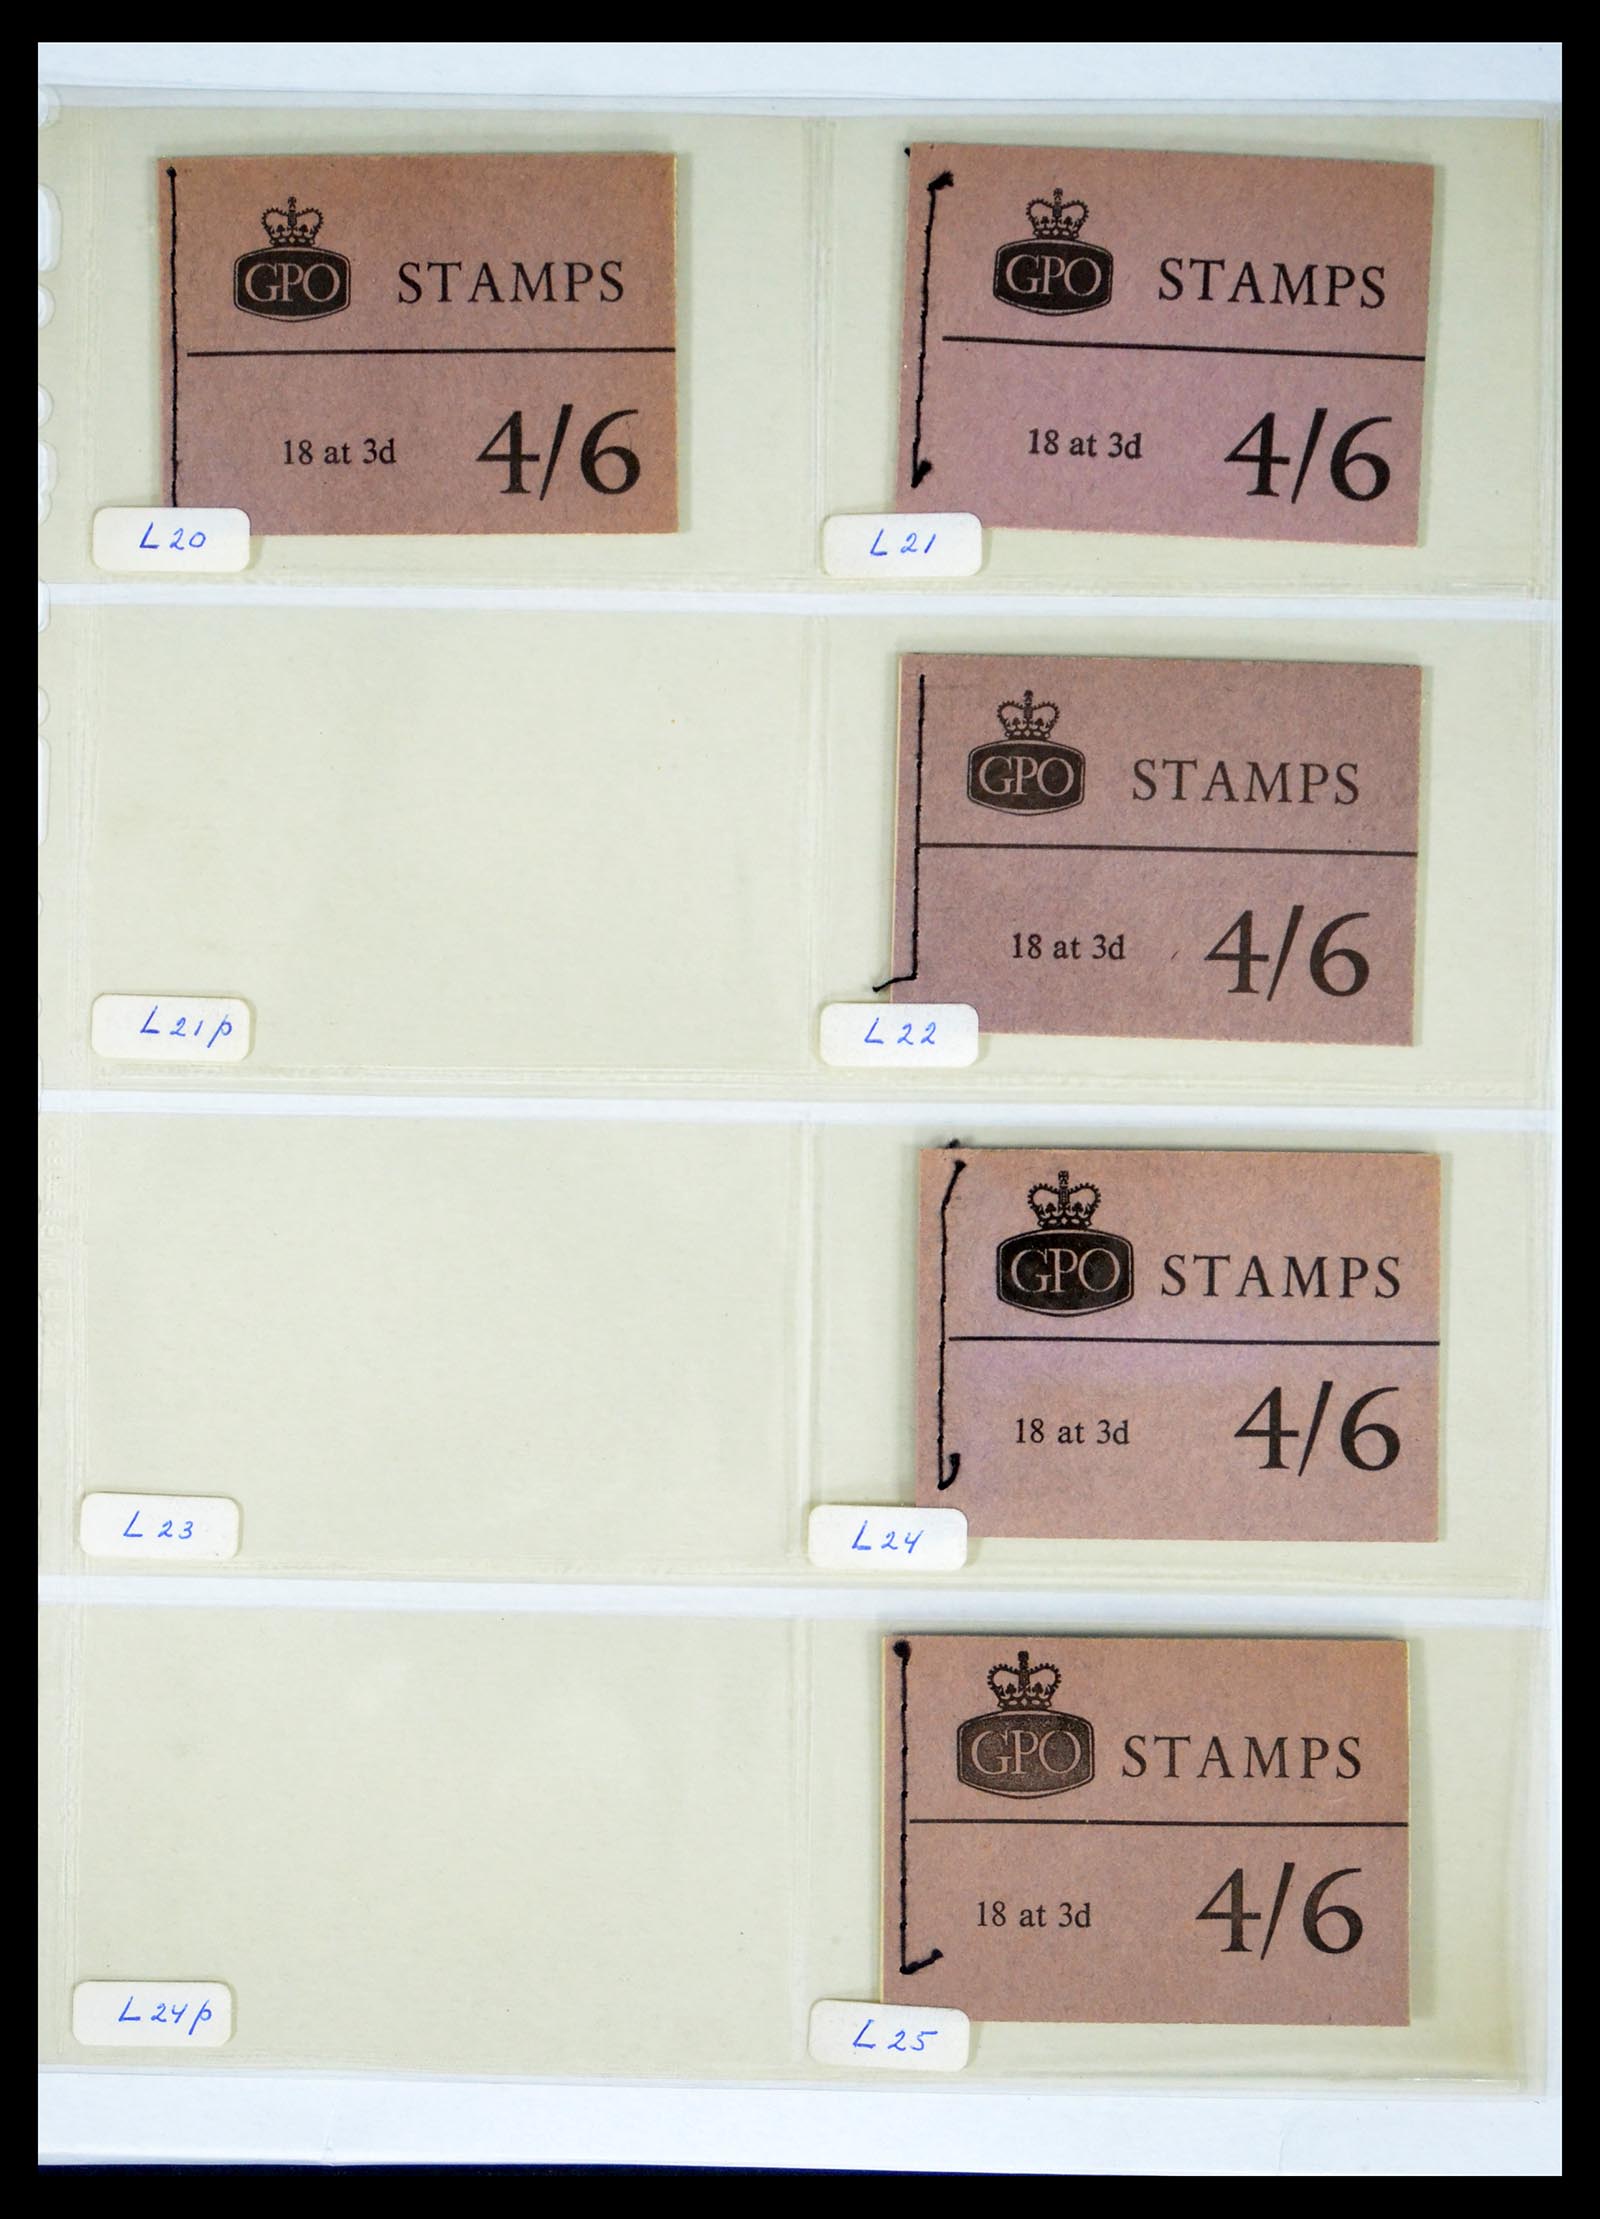 GPO STAMPS
18 at 3d 4/6
L20
GPO STAMPS
18 at 3d 4/6
L21
L21p
GPO STAMPS
18 at 3d 4/6
L22
L23
GPO STAMPS
18 at 3d 4/6
L24
L24p
GPO STAMPS
18 at 3d 4/6
L25